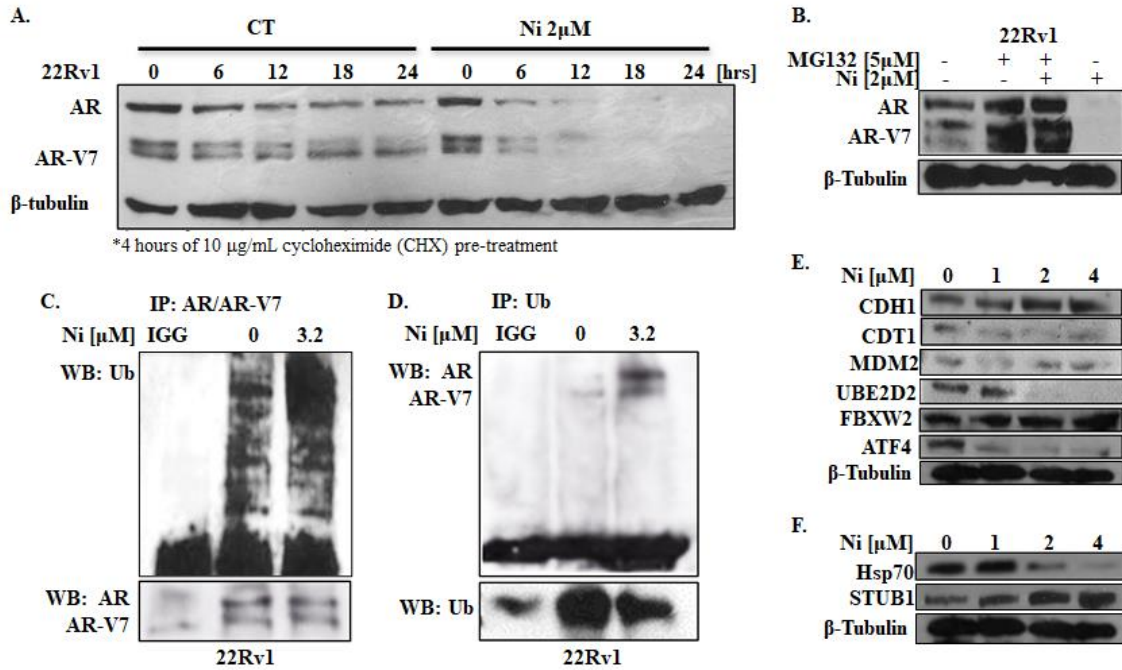 A.
CT Ni 2μM
22Rv1 0 6 12 18 24 0 6 12 18 24 [hrs]
AR
AR-V7
β-tubulin
*4 hours of 10 μg/mL cycloheximide (CHX) pre-treatment
B.
22Rv1
MG132 [5μM] - + + -
Ni [2μM] - - + +
AR
AR-V7
β-Tubulin
C. IP: AR/AR-V7
Ni [μM] IGG 0 3.2
WB: Ub
WB: AR
AR-V7
22Rv1
D. IP: Ub
Ni [μM] IGG 0 3.2
WB: AR
AR-V7
WB: Ub
22Rv1
E.
Ni [μM] 0 1 2 4
CDH1
CDT1
MDM2
UBE2D2
FBXW2
ATF4
β-Tubulin
F.
Ni [μM] 0 1 2 4
Hsp70
STUB1
β-Tubulin